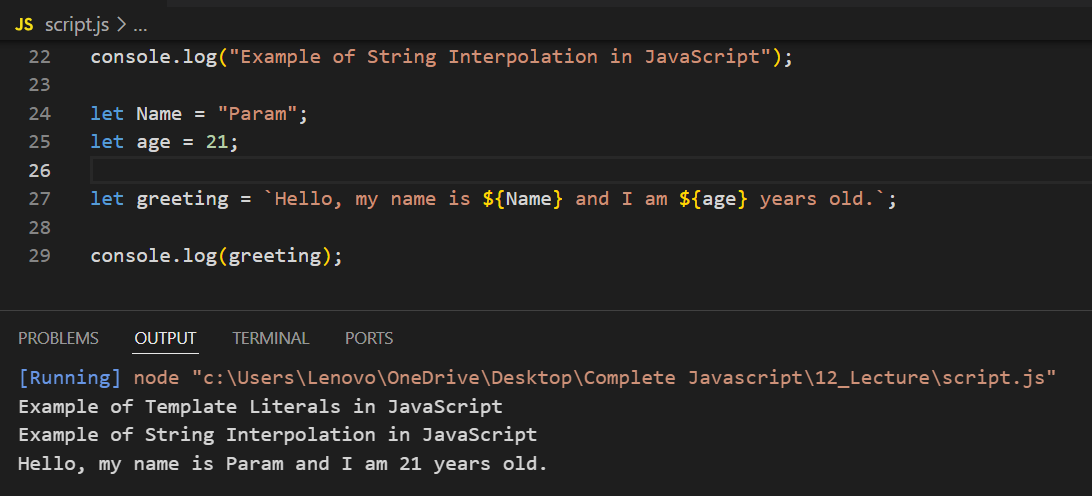 JS script.js > ...
22 console.log("Example of String Interpolation in JavaScript");
23
24 let Name = "Param";
25 let age = 21;
26
27 let greeting = `Hello, my name is ${Name} and I am ${age} years old.`;
28
29 console.log(greeting);
PROBLEMS OUTPUT TERMINAL PORTS
[Running] node "c:\Users\Lenovo\OneDrive\Desktop\Complete Javascript\12_Lecture\script.js"
Example of Template Literals in JavaScript
Example of String Interpolation in JavaScript
Hello, my name is Param and I am 21 years old.